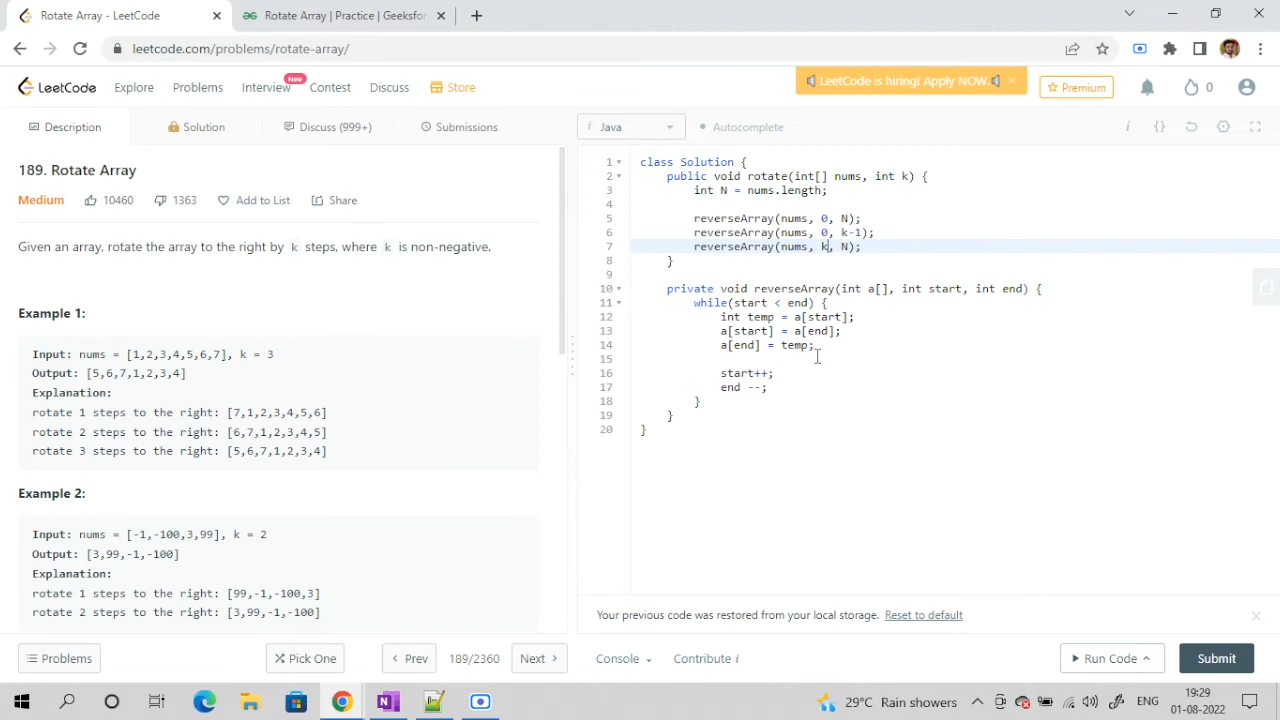 Rotate Array - LeetCode
Rotate Array | Practice | Geeksfor
leetcode.com/problems/rotate-array/
LeetCode
Explore
Problems
Interview
New
Contest
Discuss
Store
LeetCode is hiring! Apply NOW.
Premium
0
Description
Solution
Discuss (999+)
Submissions
i Java
Autocomplete
189. Rotate Array
Medium
10460
1363
Add to List
Share
Given an array, rotate the array to the right by k steps, where k is non-negative.
Example 1:
Input: nums = [1,2,3,4,5,6,7], k = 3
Output: [5,6,7,1,2,3,4]
Explanation:
rotate 1 steps to the right: [7,1,2,3,4,5,6]
rotate 2 steps to the right: [6,7,1,2,3,4,5]
rotate 3 steps to the right: [5,6,7,1,2,3,4]
Example 2:
Input: nums = [-1,-100,3,99], k = 2
Output: [3,99,-1,-100]
Explanation:
rotate 1 steps to the right: [99,-1,-100,3]
rotate 2 steps to the right: [3,99,-1,-100]
1 class Solution {
2 public void rotate(int[] nums, int k) {
3 int N = nums.length;
4
5 reverseArray(nums, 0, N);
6 reverseArray(nums, 0, k-1);
7 reverseArray(nums, k, N);
8 }
9
10 private void reverseArray(int a[], int start, int end) {
11 while(start < end) {
12 int temp = a[start];
13 a[start] = a[end];
14 a[end] = temp;
15
16 start++;
17 end --;
18 }
19 }
20 }
Your previous code was restored from your local storage. Reset to default
Problems
Pick One
Prev
189/2360
Next
Console
Contribute i
Run Code
Submit
29°C Rain showers
ENG
19:29
01-08-2022